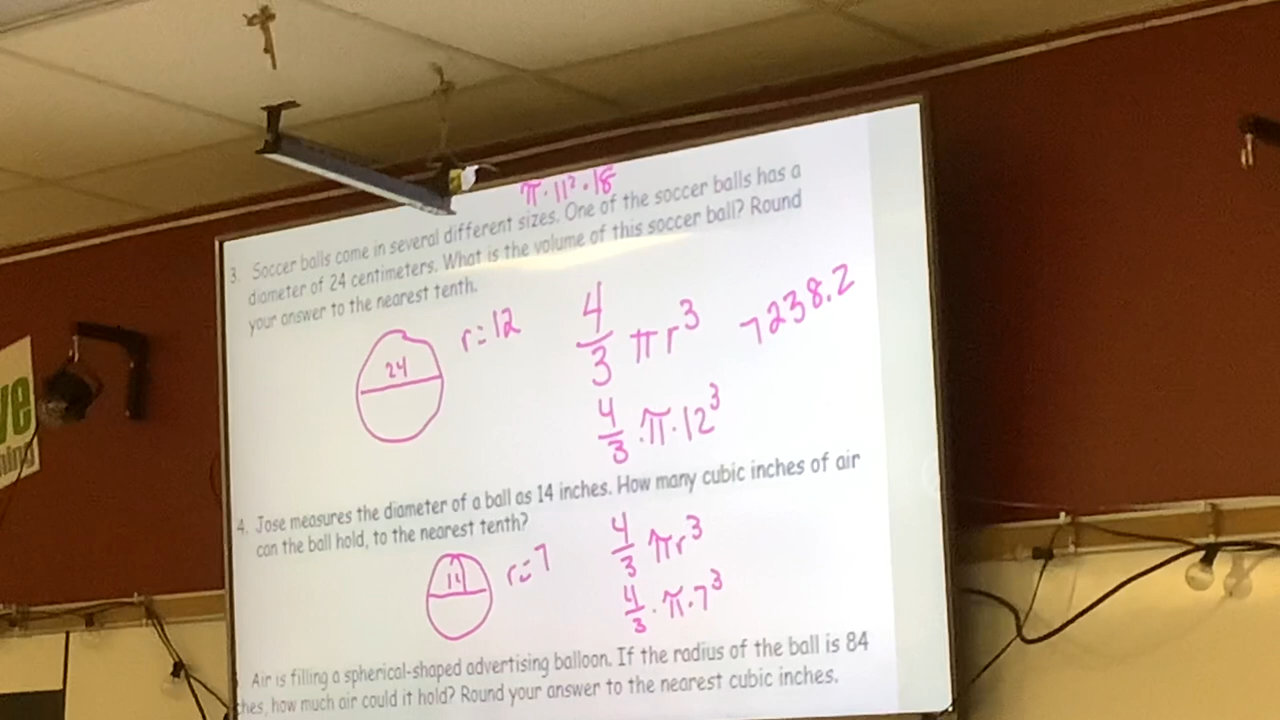 π·11²·18
3. Soccer balls come in several different sizes. One of the soccer balls has a
diameter of 24 centimeters. What is the volume of this soccer ball? Round
your answer to the nearest tenth.
24
r=12
4/3 πr³
7238.2
4/3·π·12³
4. Jose measures the diameter of a ball as 14 inches. How many cubic inches of air
can the ball hold, to the nearest tenth?
14
r=7
4/3 πr³
4/3·π·7³
Air is filling a spherical-shaped advertising balloon. If the radius of the ball is 84
hes, how much air could it hold? Round your answer to the nearest cubic inches.
ve